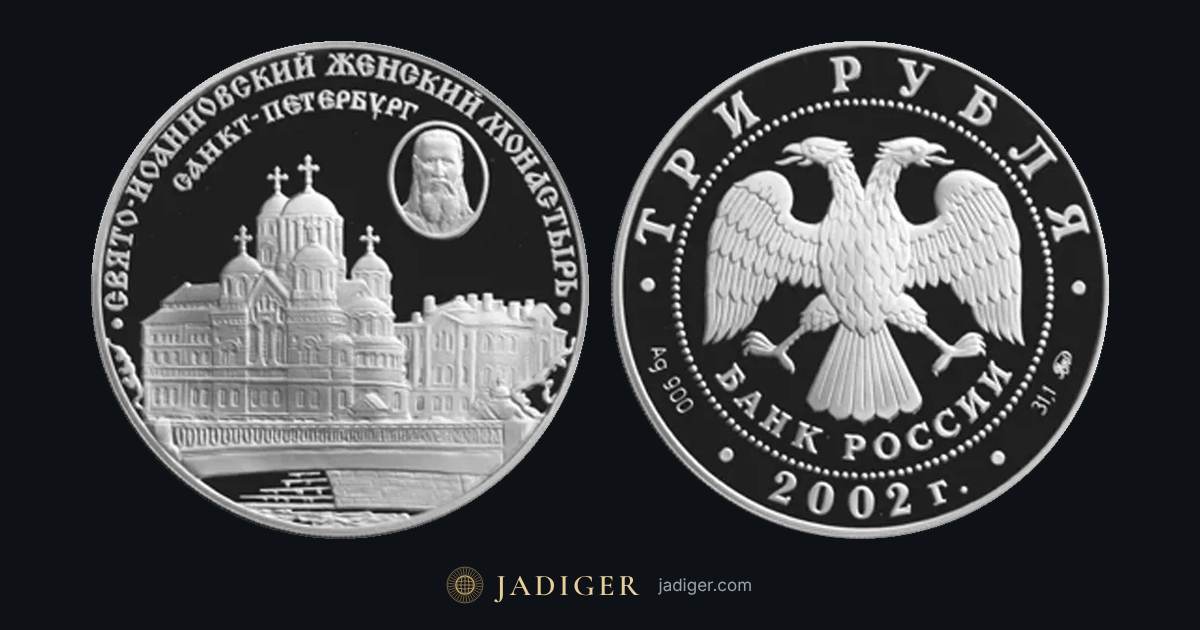 • СВЯТО-ИОАННОВСКИЙ ЖЕНСКИЙ МОНАСТЫРЬ •
САНКТ-ПЕТЕРБУРГ
• ТРИ РУБЛЯ •
Ag 900
31,1
БАНК РОССИИ
• 2002 г. •
JADIGER jadiger.com